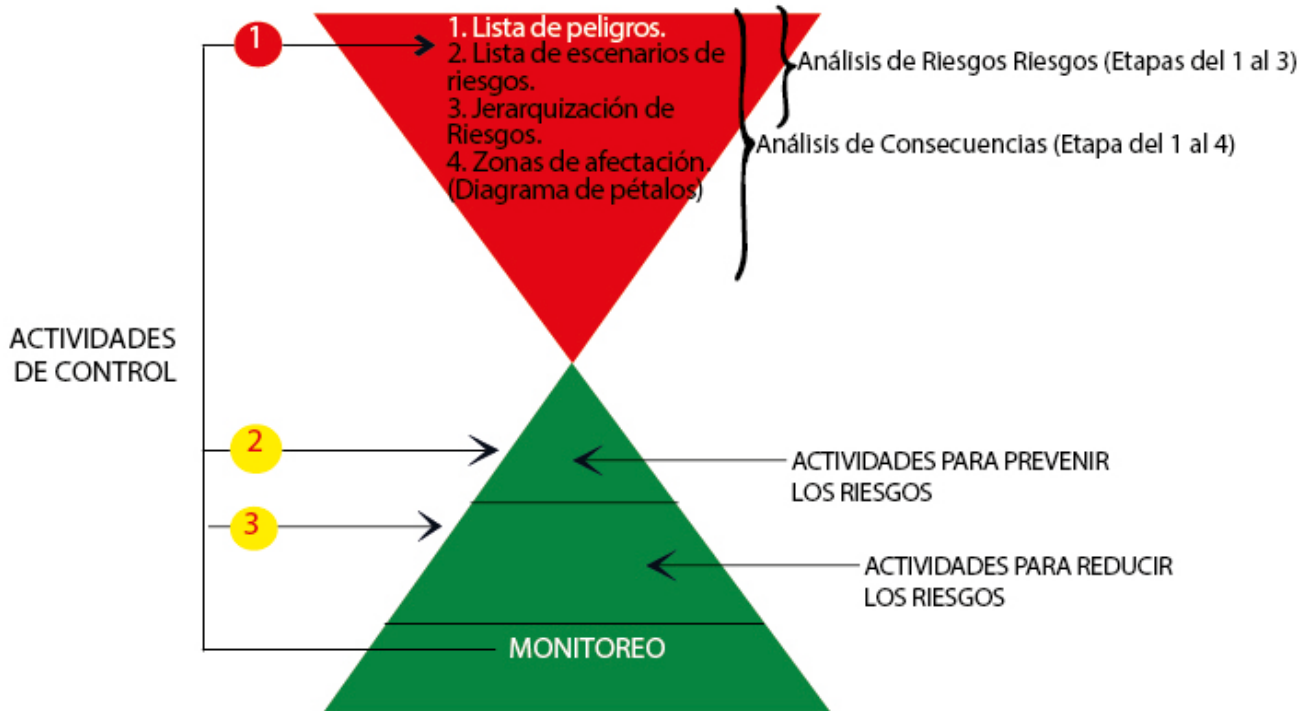 1
1. Lista de peligros.
2. Lista de escenarios de
riesgos.
3. Jerarquización de
Riesgos.
4. Zonas de afectación.
(Diagrama de pétalos)
Análisis de Riesgos Riesgos (Etapas del 1 al 3)
Análisis de Consecuencias (Etapa del 1 al 4)
ACTIVIDADES
DE CONTROL
2
3
ACTIVIDADES PARA PREVENIR
LOS RIESGOS
ACTIVIDADES PARA REDUCIR
LOS RIESGOS
MONITOREO